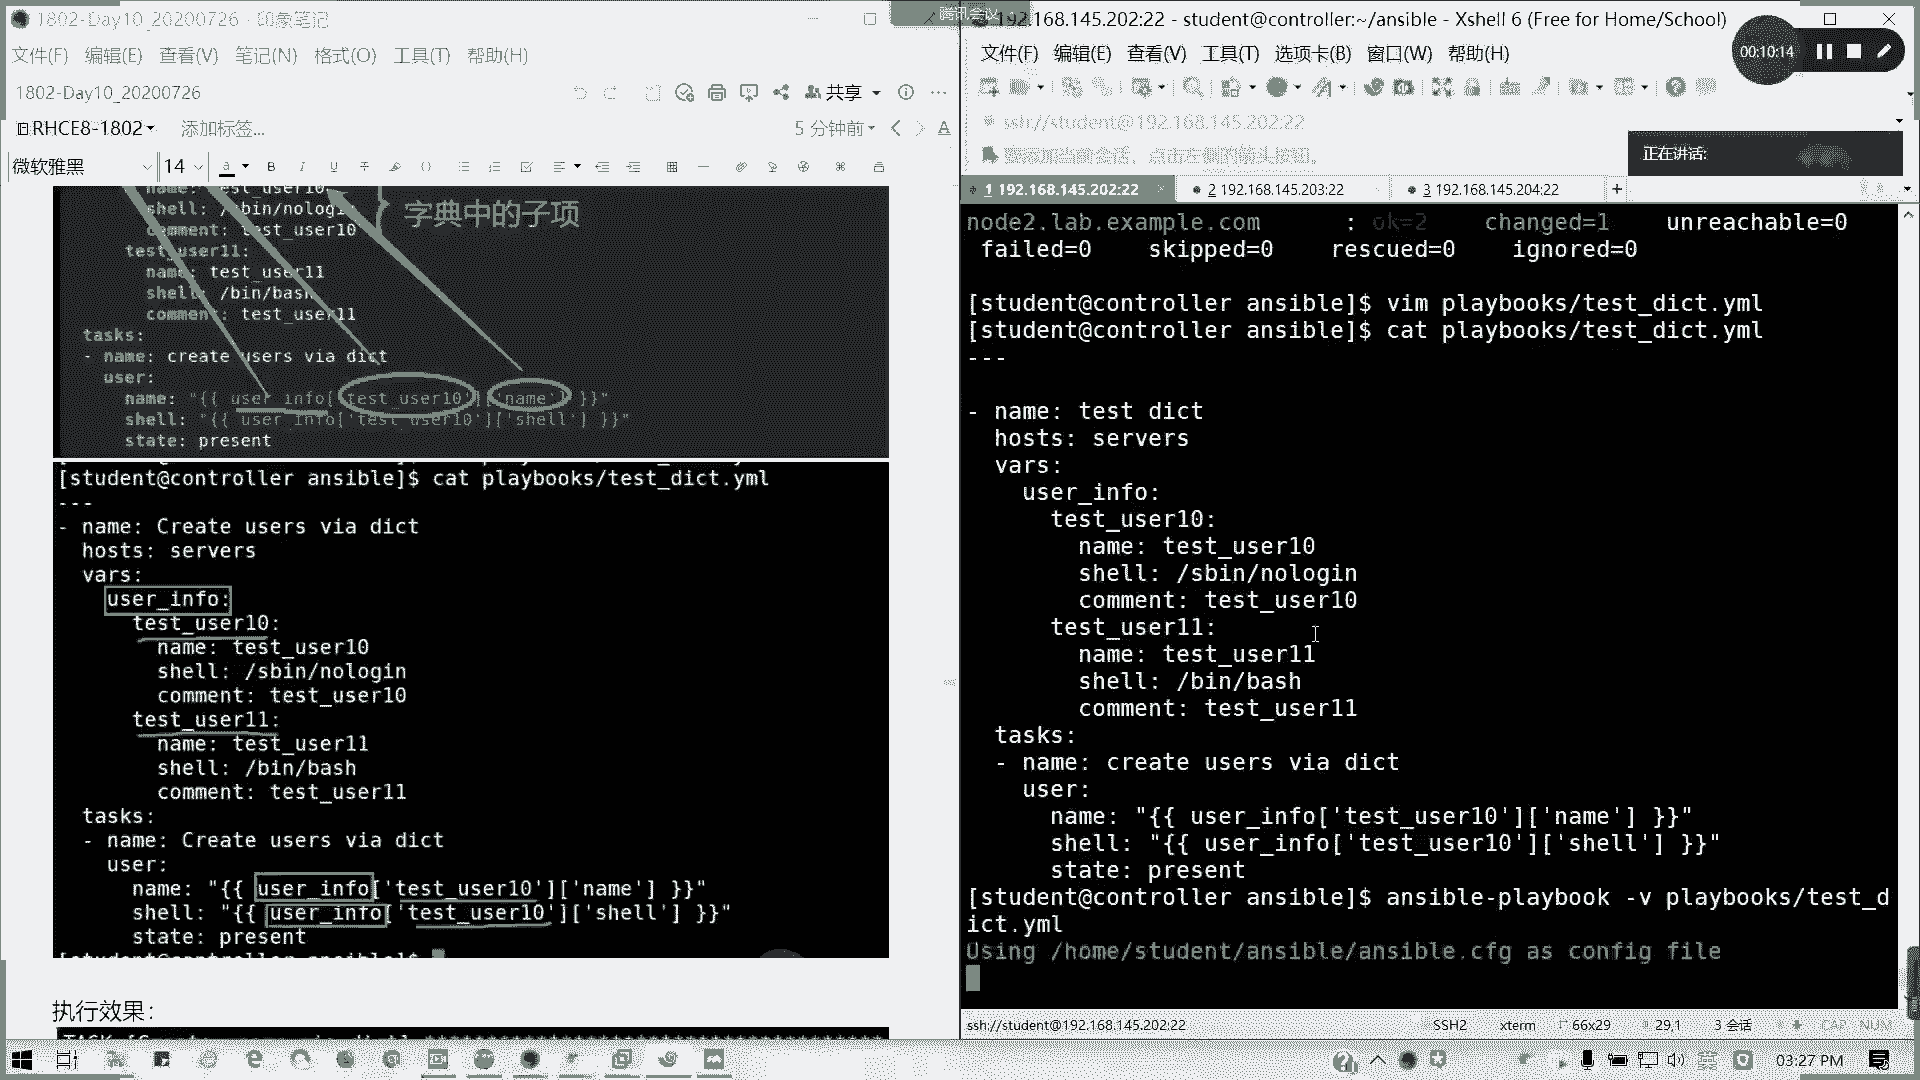 1802-Day10_20200726 - 印象笔记
文件(F) 编辑(E) 查看(V) 笔记(N) 格式(O) 工具(T) 帮助(H)
1802-Day10_20200726
共享
RHCE8-1802
添加标签...
5 分钟前
微软雅黑
14
name: test_user10
shell: /sbin/nologin
comment: test_user10
字典中的子项
test_user11:
name: test_user11
shell: /bin/bash
comment: test_user11
tasks:
- name: create users via dict
user:
name: "{{ user_info['test_user10']['name'] }}"
shell: "{{ user_info['test_user10']['shell'] }}"
state: present
[student@controller ansible]$ cat playbooks/test_dict.yml
---
- name: Create users via dict
hosts: servers
vars:
user_info:
test_user10:
name: test_user10
shell: /sbin/nologin
comment: test_user10
test_user11:
name: test_user11
shell: /bin/bash
comment: test_user11
tasks:
- name: Create users via dict
user:
name: "{{ user_info['test_user10']['name'] }}"
shell: "{{ user_info['test_user10']['shell'] }}"
state: present
执行效果：
腾讯会议
192.168.145.202:22 - student@controller:~/ansible - Xshell 6 (Free for Home/School)
文件(F) 编辑(E) 查看(V) 工具(T) 选项卡(B) 窗口(W) 帮助(H)
00:10:14
ssh://student@192.168.145.202:22
要添加当前会话，点击左侧的箭头按钮。
正在讲话:
1 192.168.145.202:22
2 192.168.145.203:22
3 192.168.145.204:22
node2.lab.example.com : ok=2 changed=1 unreachable=0
failed=0 skipped=0 rescued=0 ignored=0
[student@controller ansible]$ vim playbooks/test_dict.yml
[student@controller ansible]$ cat playbooks/test_dict.yml
---
- name: test dict
hosts: servers
vars:
user_info:
test_user10:
name: test_user10
shell: /sbin/nologin
comment: test_user10
test_user11:
name: test_user11
shell: /bin/bash
comment: test_user11
tasks:
- name: create users via dict
user:
name: "{{ user_info['test_user10']['name'] }}"
shell: "{{ user_info['test_user10']['shell'] }}"
state: present
[student@controller ansible]$ ansible-playbook -v playbooks/test_d
ict.yml
Using /home/student/ansible/ansible.cfg as config file
ssh://student@192.168.145.202:22
SSH2 xterm 66x29 29,1 3 会话 CAP NUM
英
03:27 PM